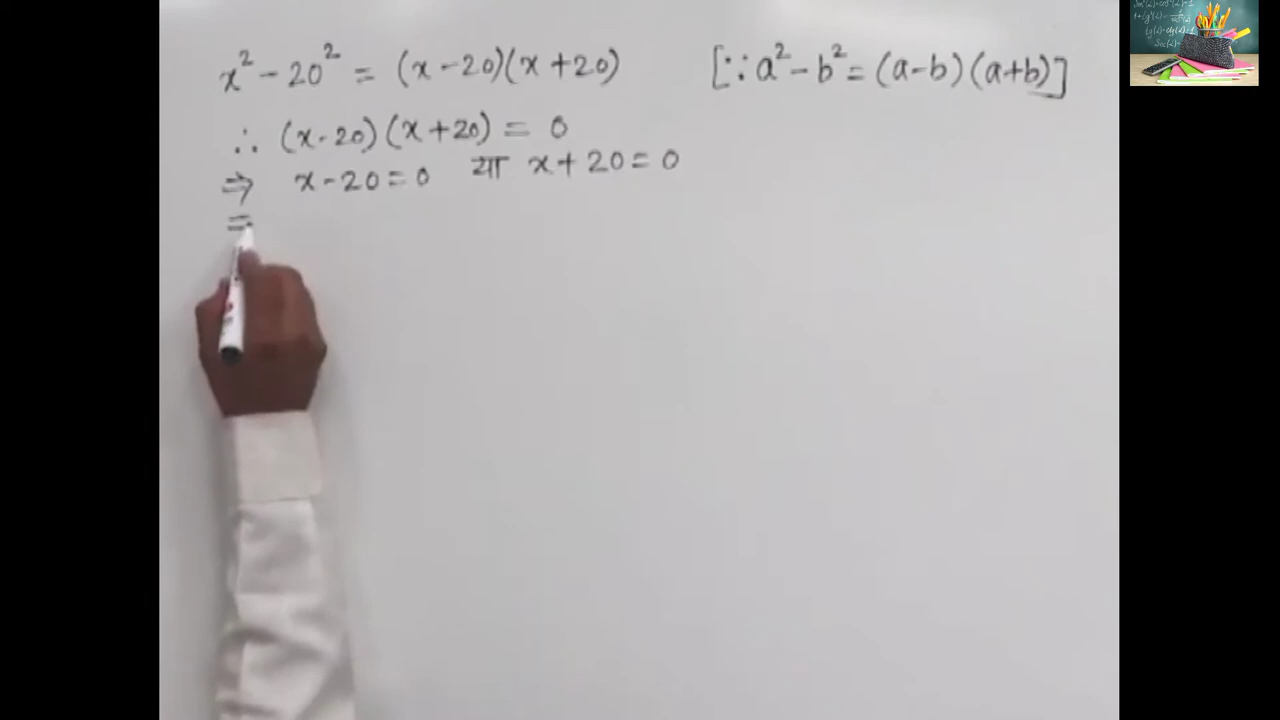 x² - 20² = (x - 20)(x + 20) [∵ a² - b² = (a - b)(a + b)]
∴ (x - 20)(x + 20) = 0
⇒ x - 20 = 0 या x + 20 = 0
=